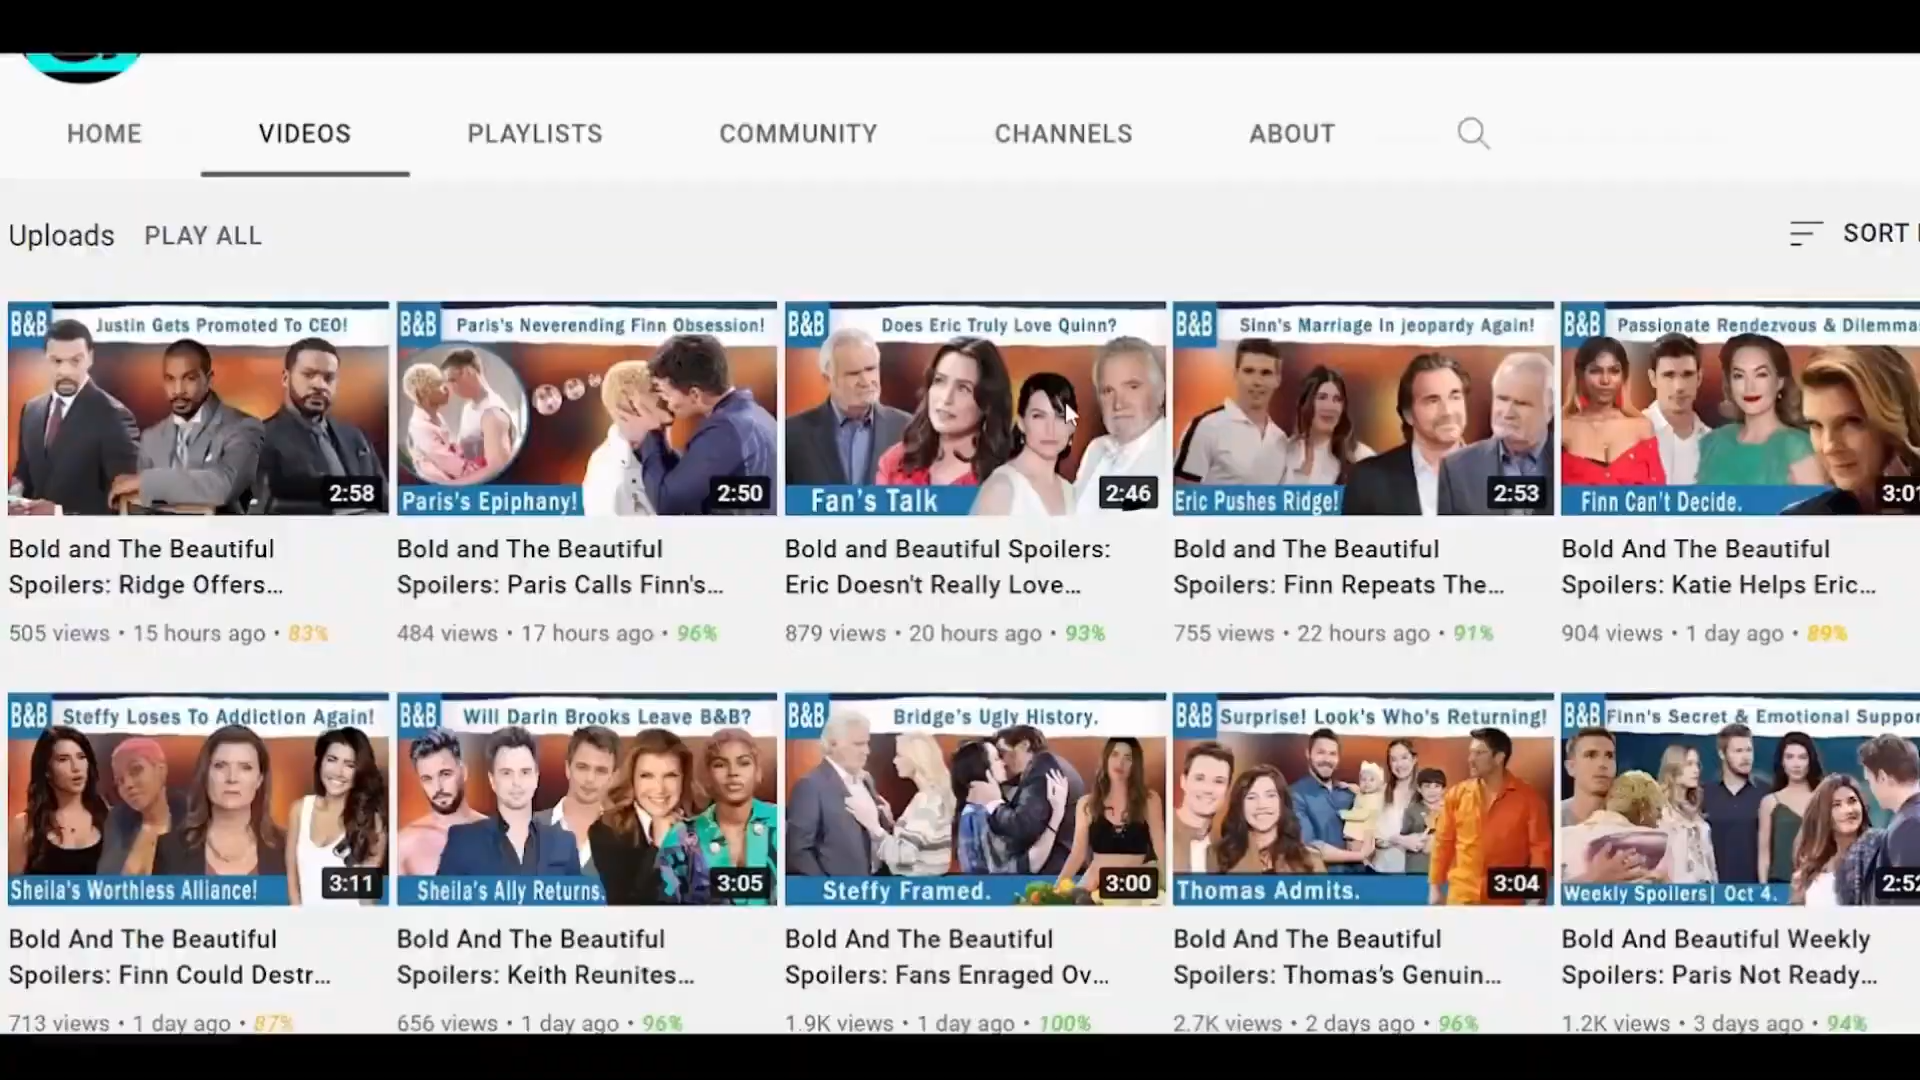 HOME VIDEOS PLAYLISTS COMMUNITY CHANNELS ABOUT
Uploads PLAY ALL
SORT
B&B Justin Gets Promoted To CEO!
2:58
Bold and The Beautiful
Spoilers: Ridge Offers...
505 views • 15 hours ago • 83%
B&B Paris's Neverending Finn Obsession!
Paris's Epiphany!
2:50
Bold and The Beautiful
Spoilers: Paris Calls Finn's...
484 views • 17 hours ago • 96%
B&B Does Eric Truly Love Quinn?
Fan's Talk
2:46
Bold and Beautiful Spoilers:
Eric Doesn't Really Love...
879 views • 20 hours ago • 93%
B&B Sinn's Marriage In jeopardy Again!
Eric Pushes Ridge!
2:53
Bold and The Beautiful
Spoilers: Finn Repeats The...
755 views • 22 hours ago • 91%
B&B Passionate Rendezvous & Dilemma
Finn Can't Decide.
3:01
Bold And The Beautiful
Spoilers: Katie Helps Eric...
904 views • 1 day ago • 89%
B&B Steffy Loses To Addiction Again!
Sheila's Worthless Alliance!
3:11
Bold And The Beautiful
Spoilers: Finn Could Destr...
713 views • 1 day ago • 87%
B&B Will Darin Brooks Leave B&B?
Sheila's Ally Returns.
3:05
Bold And The Beautiful
Spoilers: Keith Reunites...
656 views • 1 day ago • 96%
B&B Bridge's Ugly History.
Steffy Framed.
3:00
Bold And The Beautiful
Spoilers: Fans Enraged Ov...
1.9K views • 1 day ago • 100%
B&B Surprise! Look's Who's Returning!
Thomas Admits.
3:04
Bold And The Beautiful
Spoilers: Thomas's Genuin...
2.7K views • 2 days ago • 96%
B&B Finn's Secret & Emotional Suppor
Weekly Spoilers| Oct 4.
2:52
Bold And Beautiful Weekly
Spoilers: Paris Not Ready...
1.2K views • 3 days ago • 94%